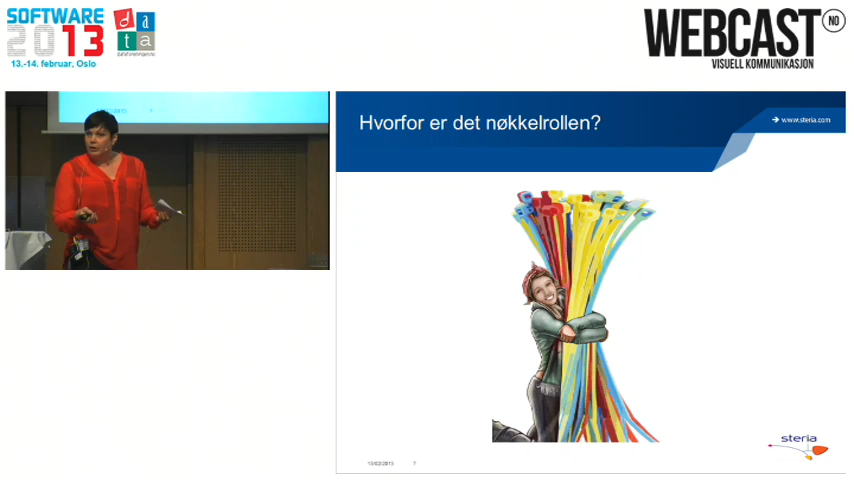 SOFTWARE
2013
13.-14. februar, Oslo
data
WEBCAST NO
VISUELL KOMMUNIKASJON
Hvorfor er det nøkkelrollen?
www.steria.com
steria
13/02/2013 7